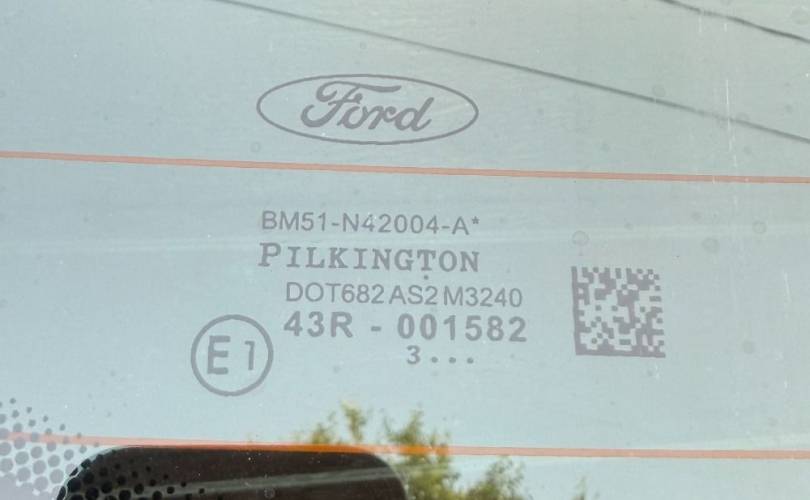 Ford
BM51-N42004-A*
PILKINGTON
DOT682 AS2 M3240
43R - 001582
E1
3...